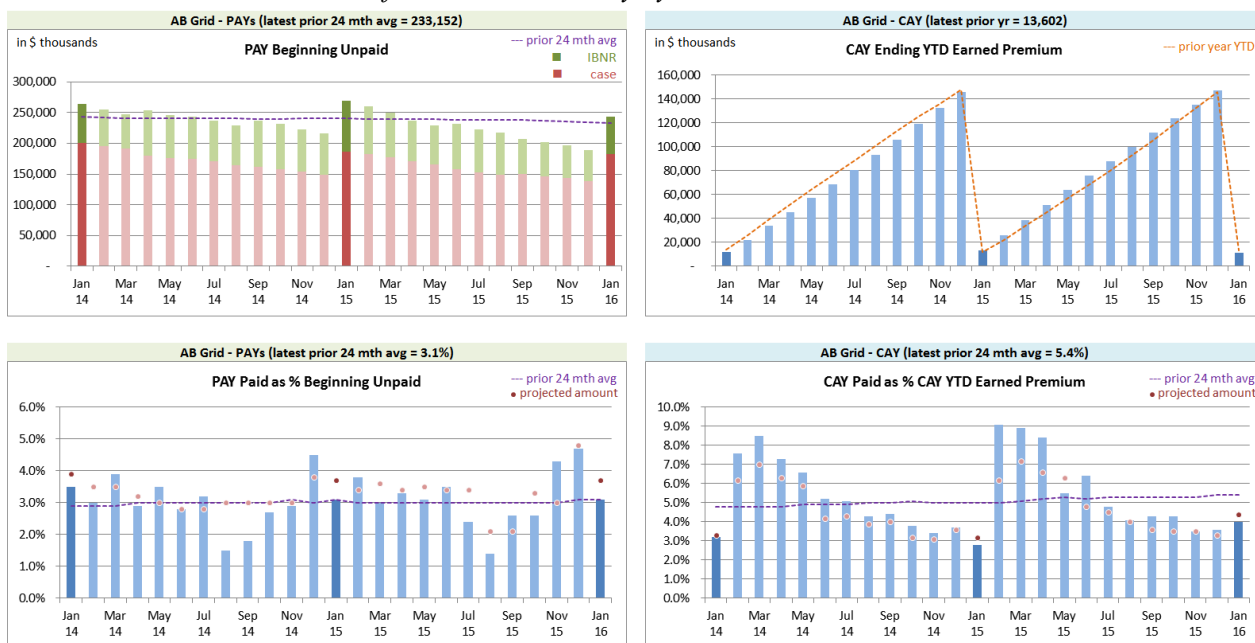 AB Grid - PAYs (latest prior 24 mth avg = 233,152)
in $ thousands
PAY Beginning Unpaid
--- prior 24 mth avg
IBNR
case
300,000
250,000
200,000
150,000
100,000
50,000
-
Jan Mar May Jul Sep Nov Jan Mar May Jul Sep Nov Jan
14 14 14 14 14 14 15 15 15 15 15 15 16
AB Grid - CAY (latest prior yr = 13,602)
in $ thousands
CAY Ending YTD Earned Premium
--- prior year YTD
160,000
140,000
120,000
100,000
80,000
60,000
40,000
20,000
-
Jan Mar May Jul Sep Nov Jan Mar May Jul Sep Nov Jan
14 14 14 14 14 14 15 15 15 15 15 15 16
AB Grid - PAYs (latest prior 24 mth avg = 3.1%)
PAY Paid as % Beginning Unpaid
--- prior 24 mth avg
projected amount
6.0%
5.0%
4.0%
3.0%
2.0%
1.0%
0.0%
Jan Mar May Jul Sep Nov Jan Mar May Jul Sep Nov Jan
14 14 14 14 14 14 15 15 15 15 15 15 16
AB Grid - CAY (latest prior 24 mth avg = 5.4%)
CAY Paid as % CAY YTD Earned Premium
--- prior 24 mth avg
projected amount
10.0%
9.0%
8.0%
7.0%
6.0%
5.0%
4.0%
3.0%
2.0%
1.0%
0.0%
Jan Mar May Jul Sep Nov Jan Mar May Jul Sep Nov Jan
14 14 14 14 14 14 15 15 15 15 15 15 16